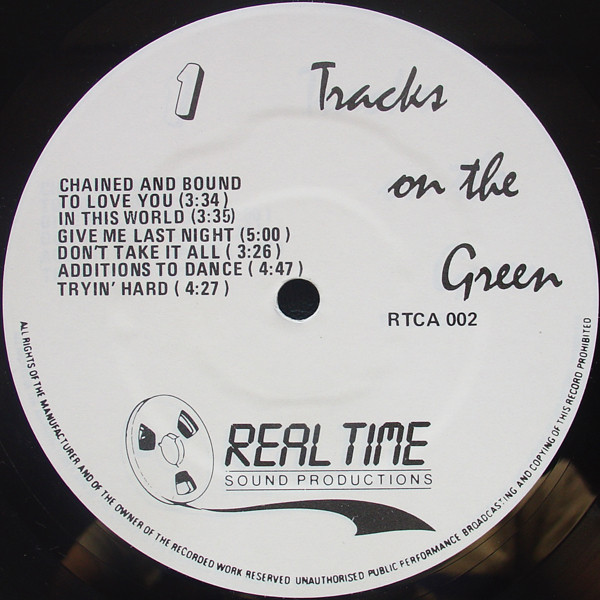 1
Tracks
on the
Green
CHAINED AND BOUND
TO LOVE YOU (3:34)
IN THIS WORLD (3:35)
GIVE ME LAST NIGHT (5:00)
DON'T TAKE IT ALL (3:26)
ADDITIONS TO DANCE (4:47)
TRYIN' HARD (4:27)
RTCA 002
REAL TIME
SOUND PRODUCTIONS
ALL RIGHTS OF THE MANUFACTURER AND OF THE OWNER OF THE RECORDED WORK RESERVED UNAUTHORISED PUBLIC PERFORMANCE BROADCASTING AND COPYING OF THIS RECORD PROHIBITED